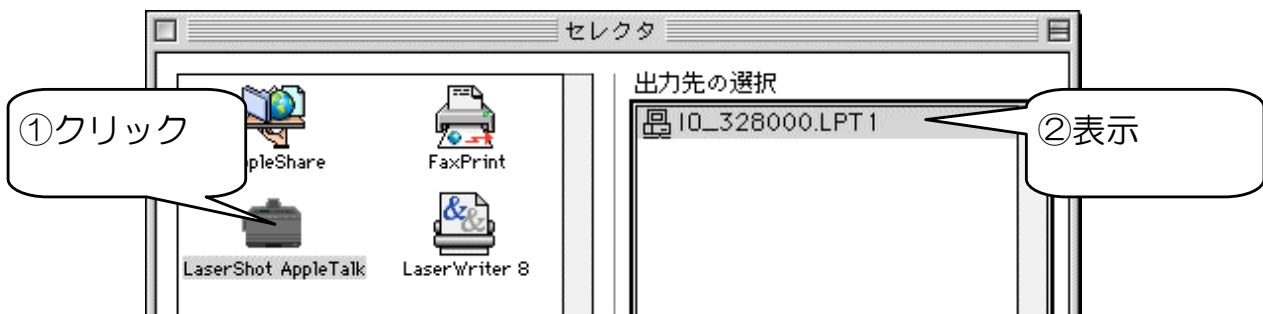 セレクタ
出力先の選択
①クリック
IO_328000.LPT1
②表示
pleShare
FaxPrint
LaserShot AppleTalk
LaserWriter 8